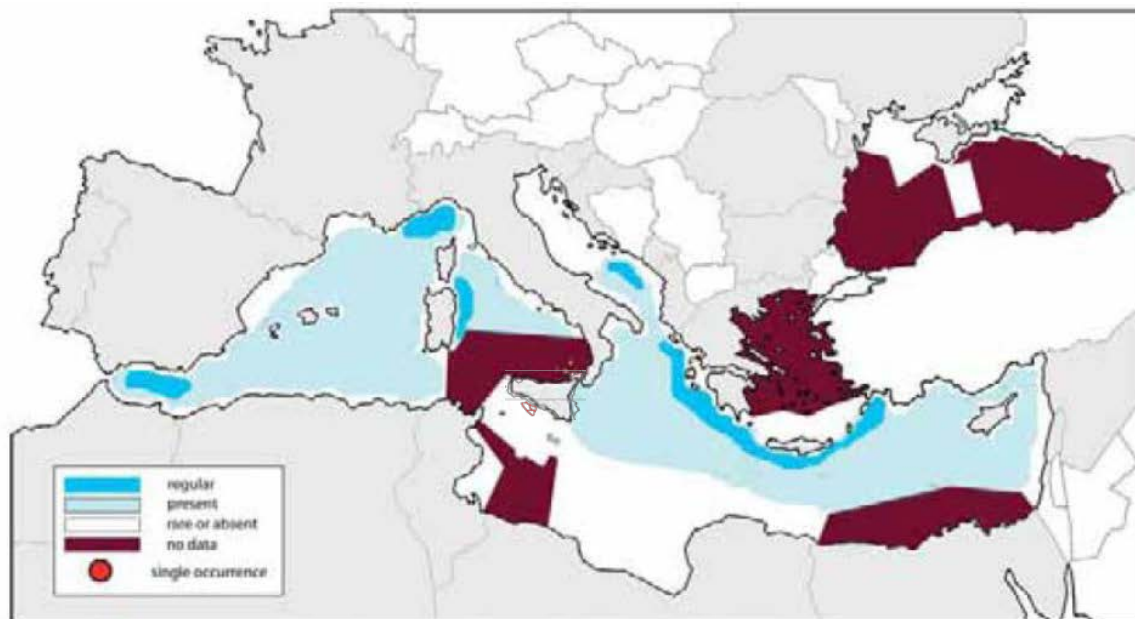 regular
present
rare or absent
no data
single occurrence